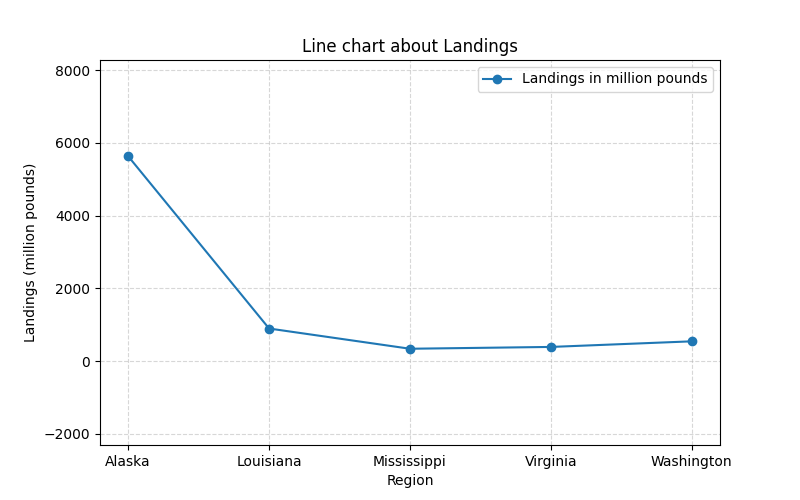 Line chart about Landings
Landings in million pounds
Landings (million pounds)
8000
6000
4000
2000
0
−2000
Alaska Louisiana Mississippi Virginia Washington
Region